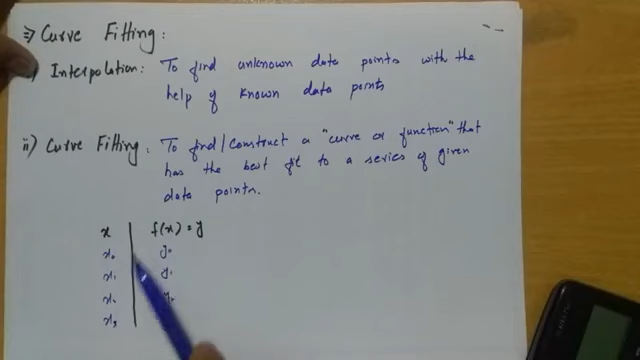 ⇒) Curve Fitting:
) Interpolation: To find unknown data points with the
help of known data points
ii) Curve Fitting: To find/construct a "curve or function" that
has the best fit to a series of given
data points.
x f(x) = y
x₀ y₀
x₁ y₁
x₂ y₂
x₃